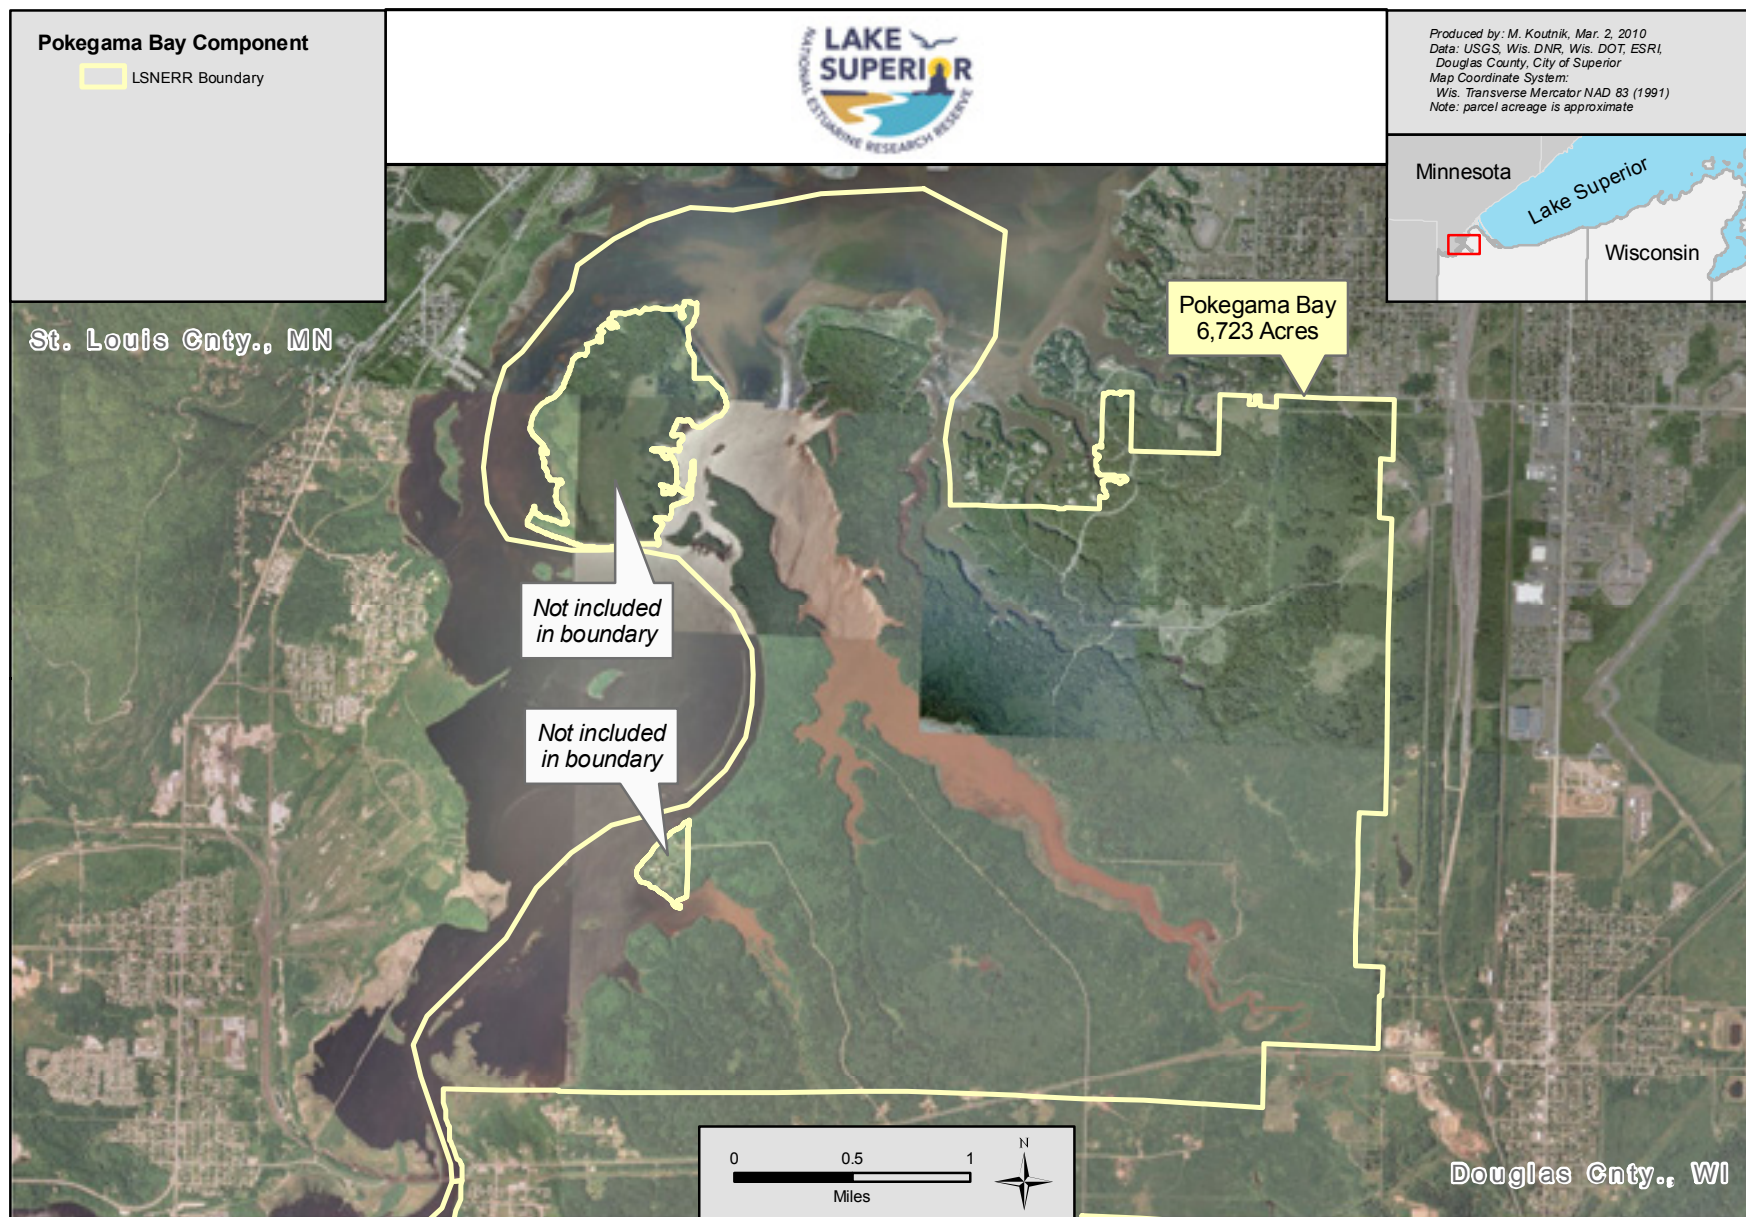 Pokegama Bay Component
LSNERR Boundary
LAKE
SUPERIOR
NATIONAL ESTUARINE RESEARCH RESERVE
Produced by: M. Koutnik, Mar. 2, 2010
Data: USGS, Wis. DNR, Wis. DOT, ESRI,
Douglas County, City of Superior
Map Coordinate System:
Wis. Transverse Mercator NAD 83 (1991)
Note: parcel acreage is approximate
Minnesota
Lake Superior
Wisconsin
Pokegama Bay
6,723 Acres
St. Louis Cnty., MN
Not included
in boundary
Not included
in boundary
N
0 0.5 1
Miles
Douglas Cnty., WI